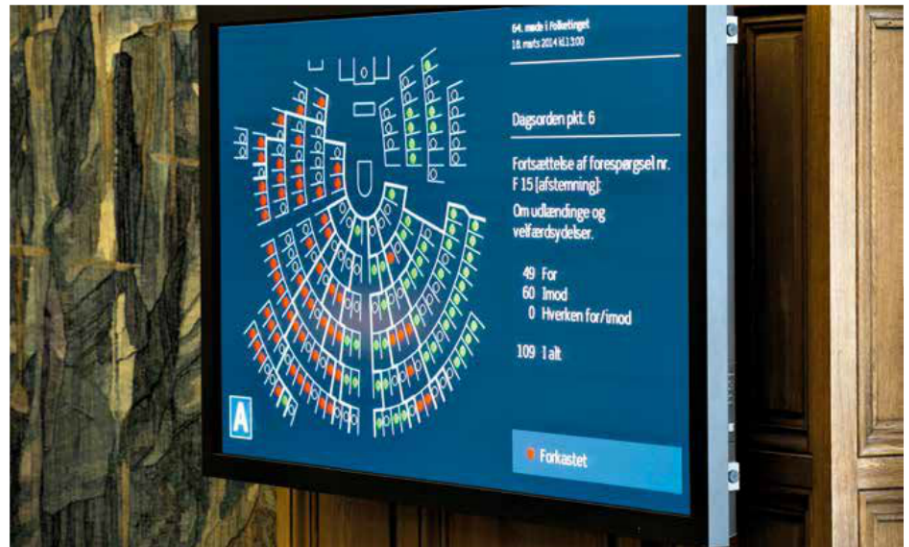 64. møde i Folketinget
18. marts 2014 kl.13:00
Dagsorden pkt. 6
Fortsættelse af forespørgsel nr.
F 15 [afstemning]:
Om udlændinge og
velfærdsydelser.
49 For
60 Imod
0 Hverken for/imod
109 I alt
A
Forkastet